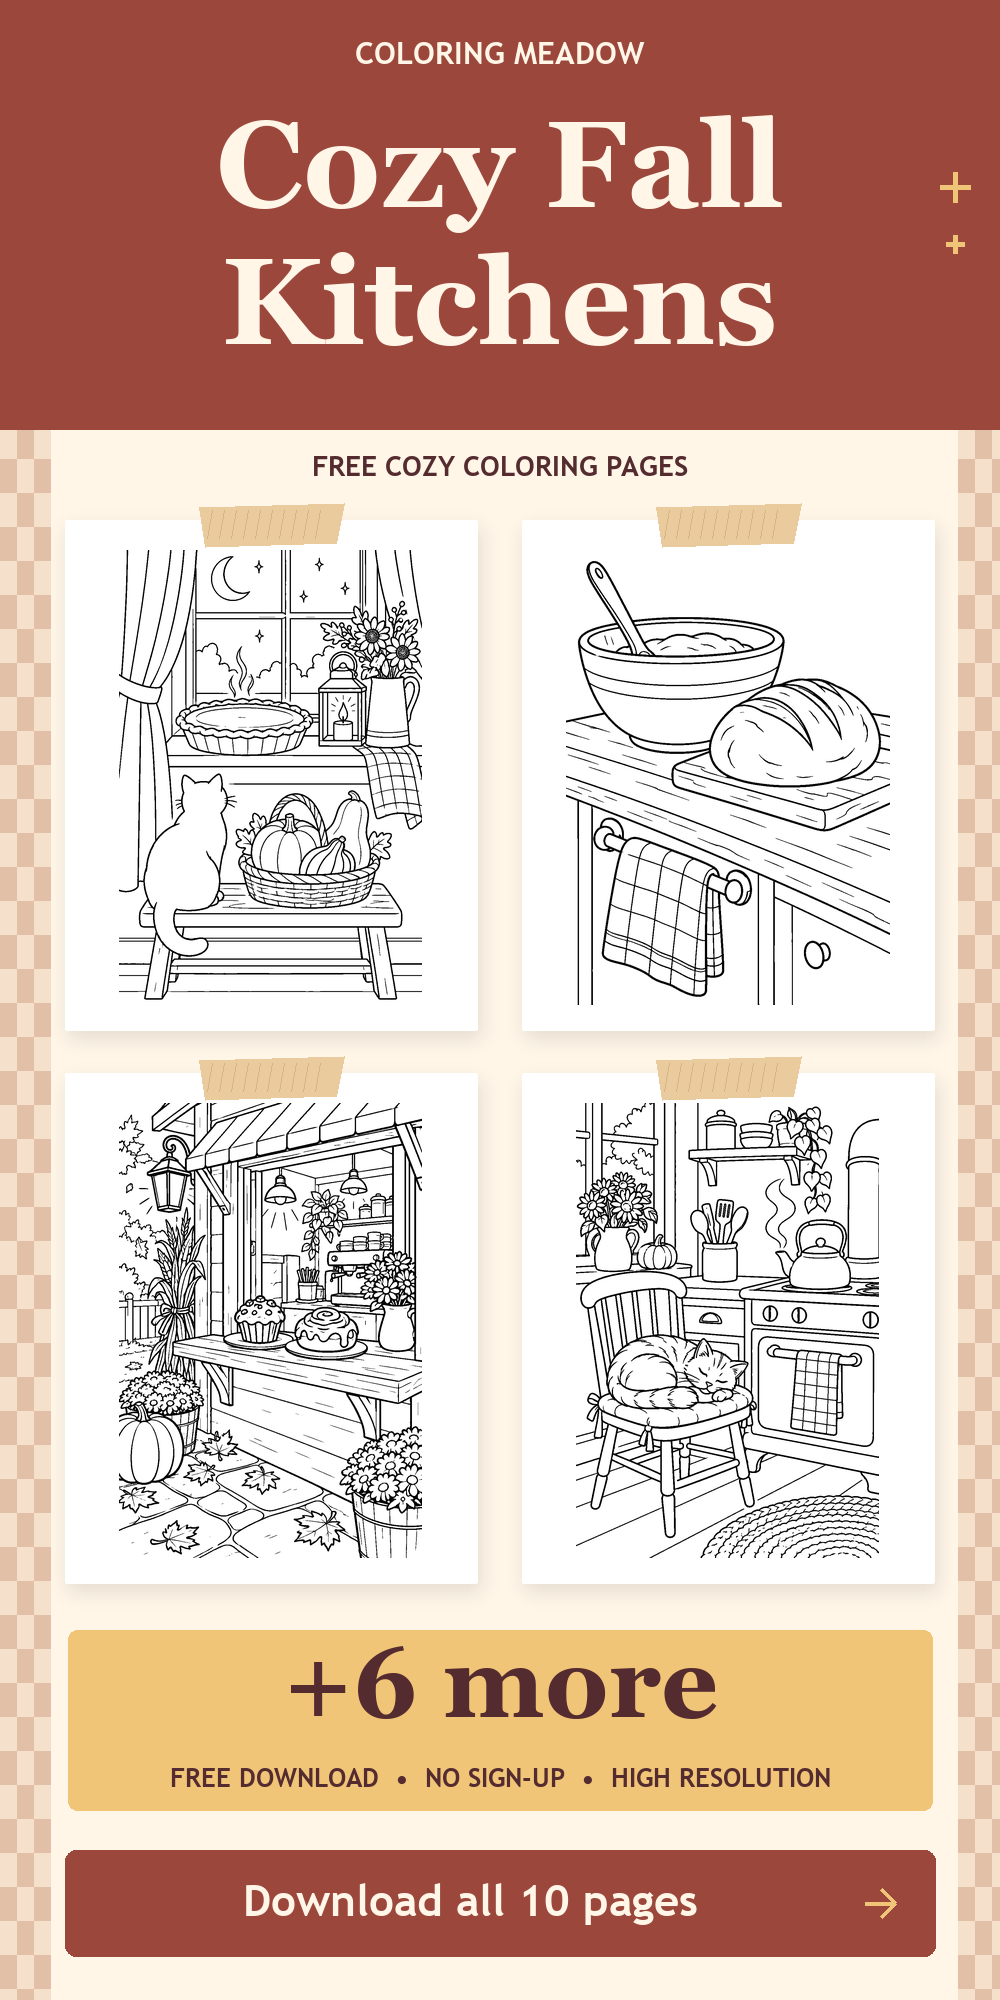 COLORING MEADOW
Cozy Fall
Kitchens
FREE COZY COLORING PAGES
+6 more
FREE DOWNLOAD • NO SIGN-UP • HIGH RESOLUTION
Download all 10 pages